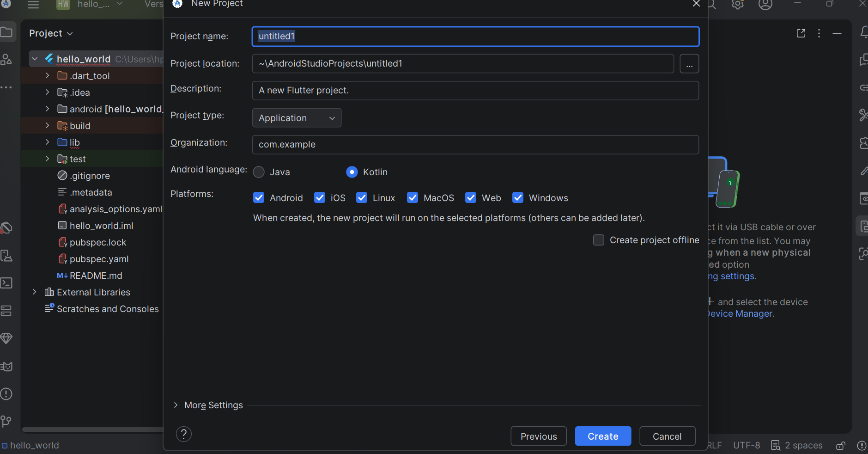 HW hello_... Vers
New Project
Project
hello_world C:\Users\hp
.dart_tool
.idea
android [hello_world_
build
lib
test
.gitignore
.metadata
analysis_options.yaml
hello_world.iml
pubspec.lock
pubspec.yaml
M↓ README.md
External Libraries
Scratches and Consoles
Project name:
untitled1
Project location:
~\AndroidStudioProjects\untitled1
...
Description:
A new Flutter project.
Project type:
Application
Organization:
com.example
Android language:
Java
Kotlin
Platforms:
Android
iOS
Linux
MacOS
Web
Windows
When created, the new project will run on the selected platforms (others can be added later).
Create project offline
More Settings
?
Previous
Create
Cancel
ct it via USB cable or over
ce from the list. You may
g when a new physical
ed option
ng settings.
+ and select the device
Device Manager.
hello_world
RLF
UTF-8
2 spaces